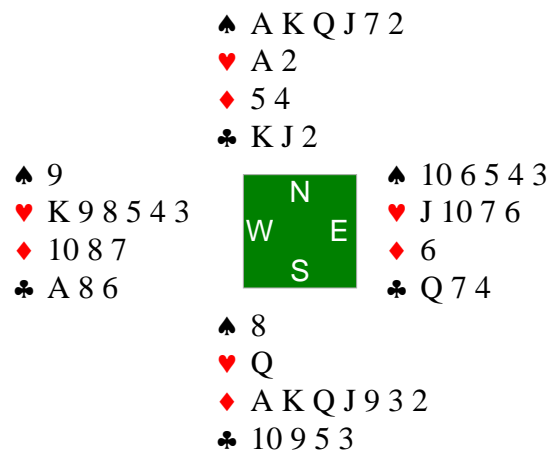 ♠ A K Q J 7 2
♥ A 2
♦ 5 4
♣ K J 2
♠ 9
♥ K 9 8 5 4 3
♦ 10 8 7
♣ A 8 6
N
W E
S
♠ 10 6 5 4 3
♥ J 10 7 6
♦ 6
♣ Q 7 4
♠ 8
♥ Q
♦ A K Q J 9 3 2
♣ 10 9 5 3